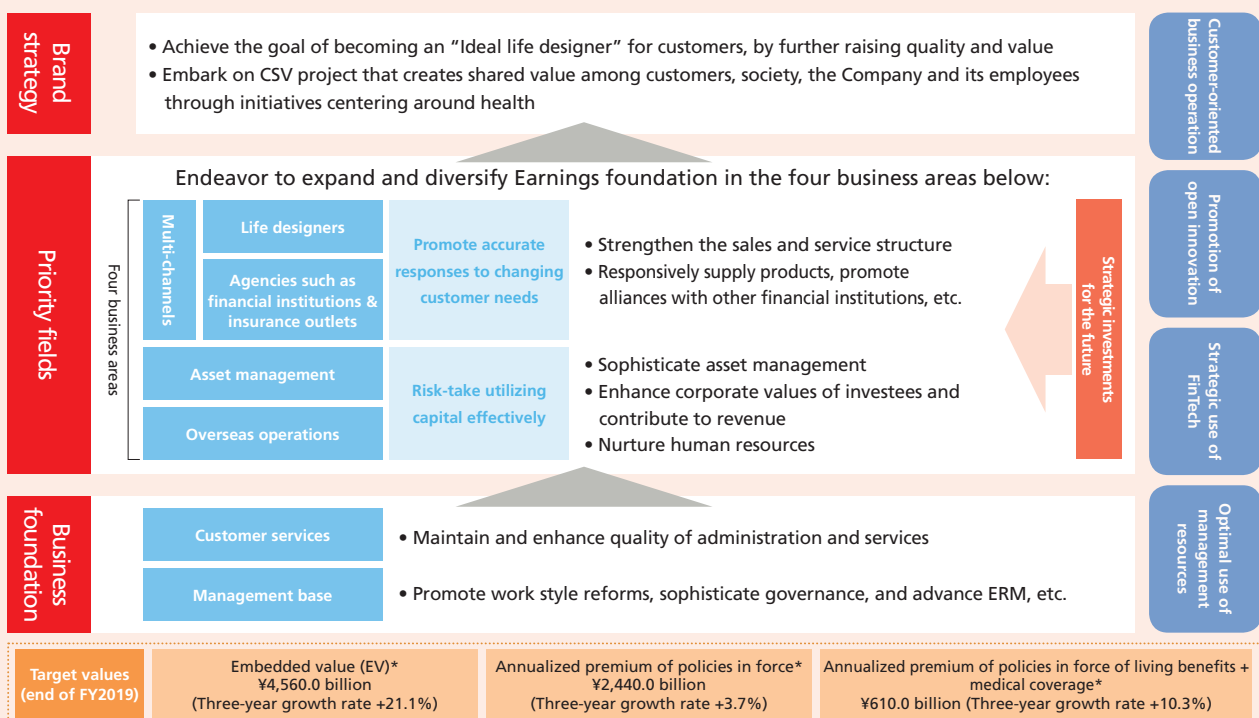 Brand
strategy
• Achieve the goal of becoming an “Ideal life designer” for customers, by further raising quality and value
• Embark on CSV project that creates shared value among customers, society, the Company and its employees
through initiatives centering around health
Priority fields
Endeavor to expand and diversify Earnings foundation in the four business areas below:
Four business areas
Multi-channels
Life designers
Agencies such as
financial institutions &
insurance outlets
Promote accurate
responses to changing
customer needs
• Strengthen the sales and service structure
• Responsively supply products, promote
alliances with other financial institutions, etc.
Asset management
Overseas operations
Risk-take utilizing
capital effectively
• Sophisticate asset management
• Enhance corporate values of investees and
contribute to revenue
• Nurture human resources
Strategic investments
for the future
Business
foundation
Customer services
• Maintain and enhance quality of administration and services
Management base
• Promote work style reforms, sophisticate governance, and advance ERM, etc.
Customer-oriented
business operation
Promotion of
open innovation
Strategic use of
FinTech
Optimal use of
management
resources
Target values
(end of FY2019)
Embedded value (EV)*
¥4,560.0 billion
(Three-year growth rate +21.1%)
Annualized premium of policies in force*
¥2,440.0 billion
(Three-year growth rate +3.7%)
Annualized premium of policies in force of living benefits +
medical coverage*
¥610.0 billion (Three-year growth rate +10.3%)